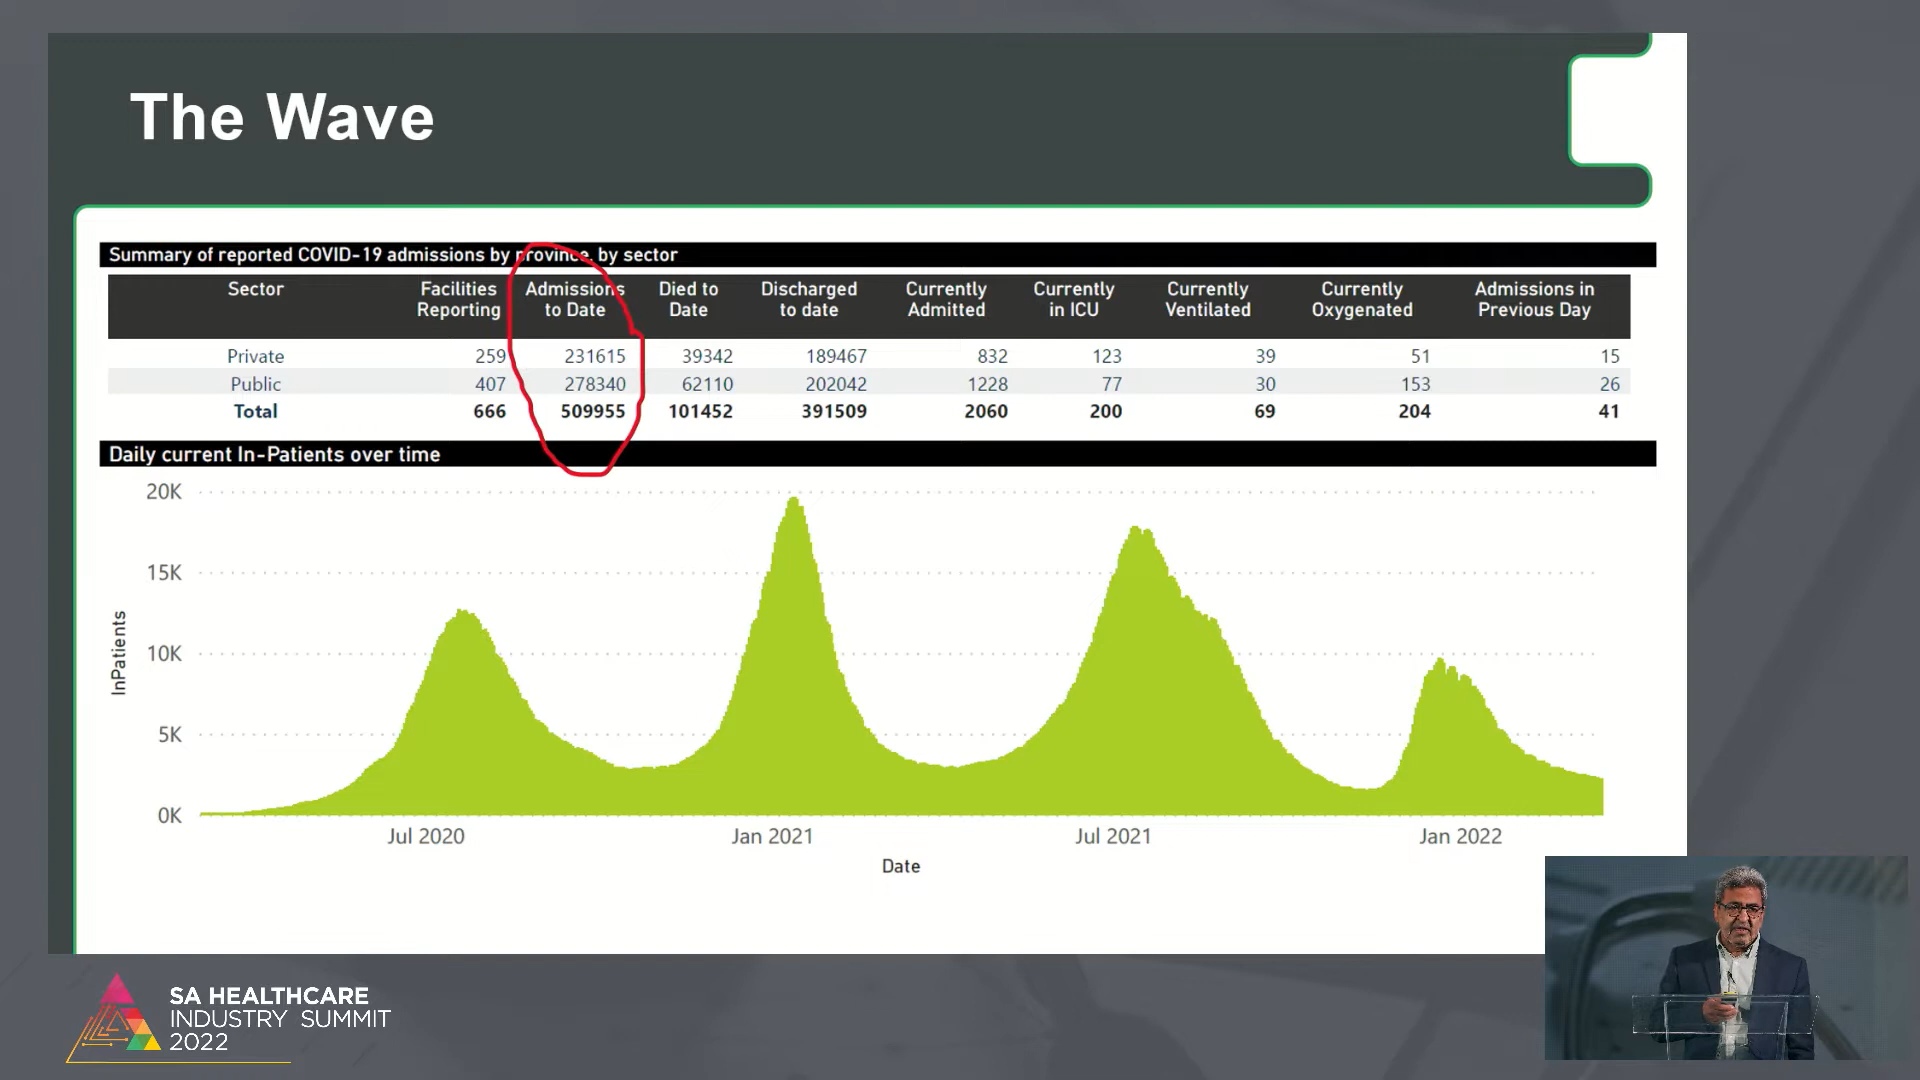 The Wave
Summary of reported COVID-19 admissions by province, by sector
Sector Facilities Reporting Admissions to Date Died to Date Discharged to date Currently Admitted Currently in ICU Currently Ventilated Currently Oxygenated Admissions in Previous Day
Private 259 231615 39342 189467 832 123 39 51 15
Public 407 278340 62110 202042 1228 77 30 153 26
Total 666 509955 101452 391509 2060 200 69 204 41
Daily current In-Patients over time
20K
15K
10K
5K
0K
InPatients
Jul 2020 Jan 2021 Jul 2021 Jan 2022
Date
SA HEALTHCARE
INDUSTRY SUMMIT
2022